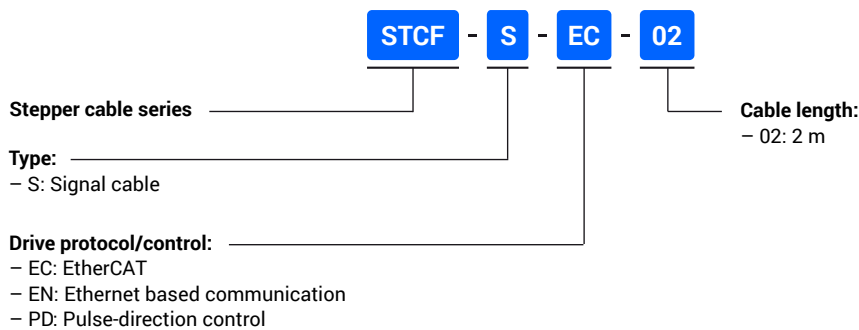 STCF - S - EC - 02
Stepper cable series
Cable length:
– 02: 2 m
Type:
– S: Signal cable
Drive protocol/control:
– EC: EtherCAT
– EN: Ethernet based communication
– PD: Pulse-direction control